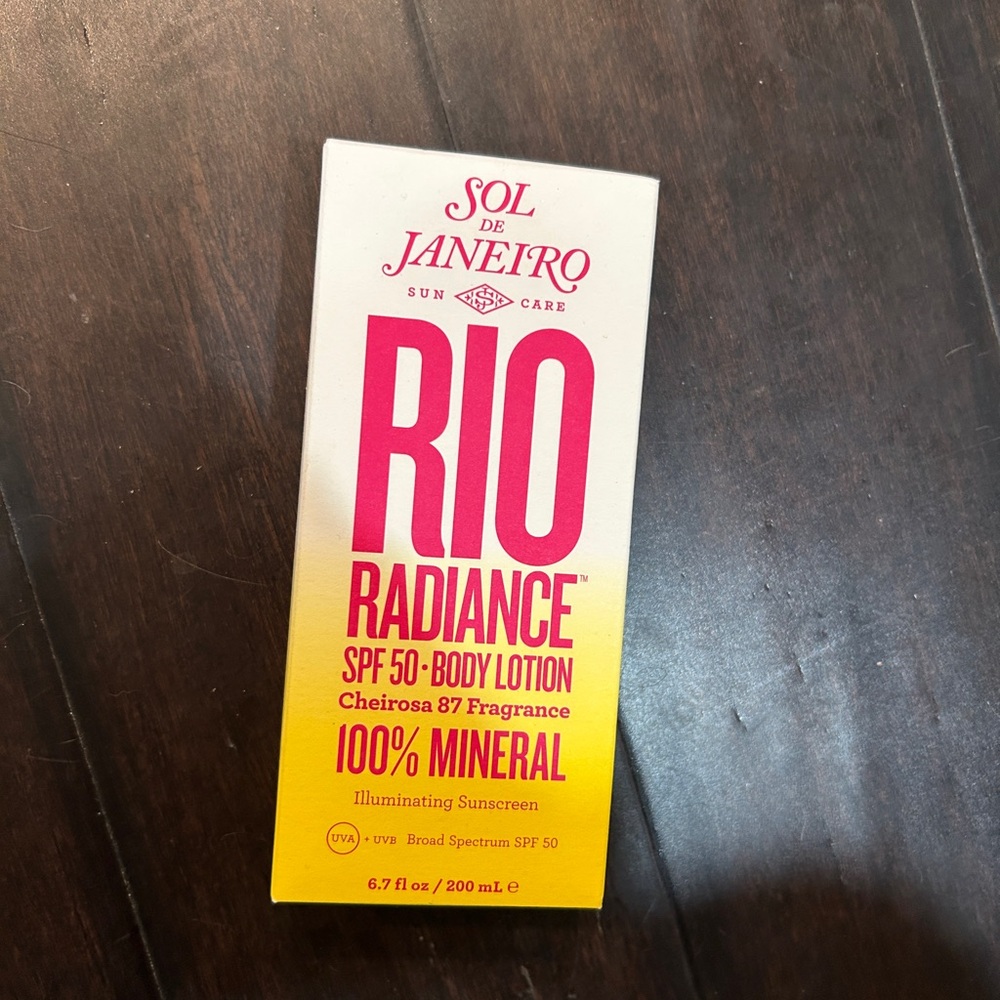 SOL
DE
JANEIRO
SUN CARE
RIO
RADIANCE™
SPF 50 · BODY LOTION
Cheirosa 87 Fragrance
100% MINERAL
Illuminating Sunscreen
UVA + UVB Broad Spectrum SPF 50
6.7 fl oz / 200 mL ℮